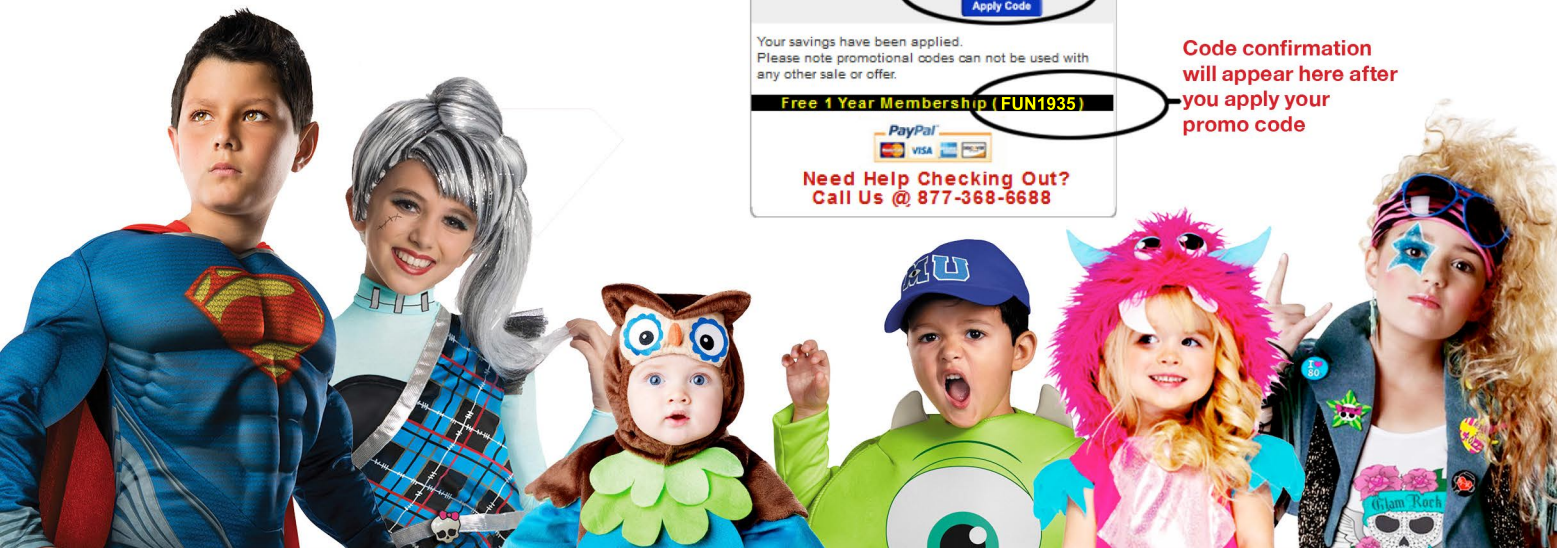 Apply Code
Your savings have been applied.
Please note promotional codes can not be used with
any other sale or offer.
Free 1 Year Membership (FUN1935)
PayPal
VISA
Need Help Checking Out?
Call Us @ 877-368-6688
Code confirmation
will appear here after
you apply your
promo code
MU
I
80
Glam Rock